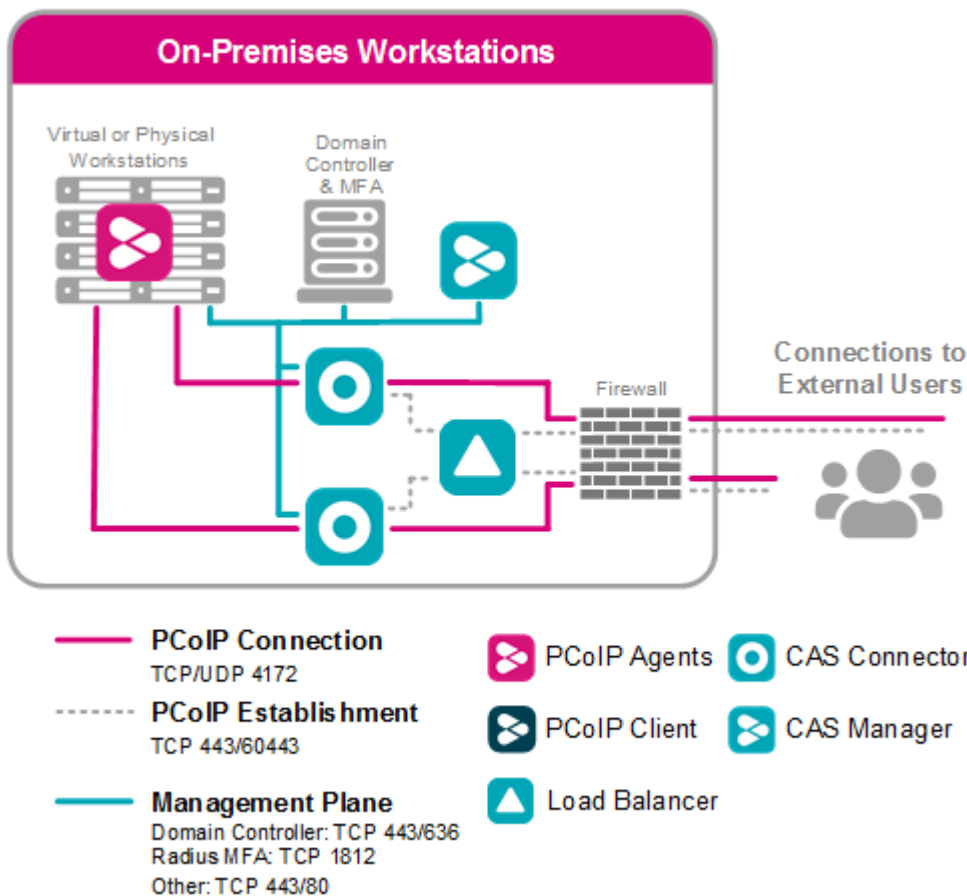 On-Premises Workstations
Virtual or Physical
Workstations
Domain
Controller
& MFA
Connections to
External Users
Firewall
PCoIP Connection
TCP/UDP 4172
PCoIP Establishment
TCP 443/60443
Management Plane
Domain Controller: TCP 443/636
Radius MFA: TCP 1812
Other: TCP 443/80
PCoIP Agents
CAS Connector
PCoIP Client
CAS Manager
Load Balancer